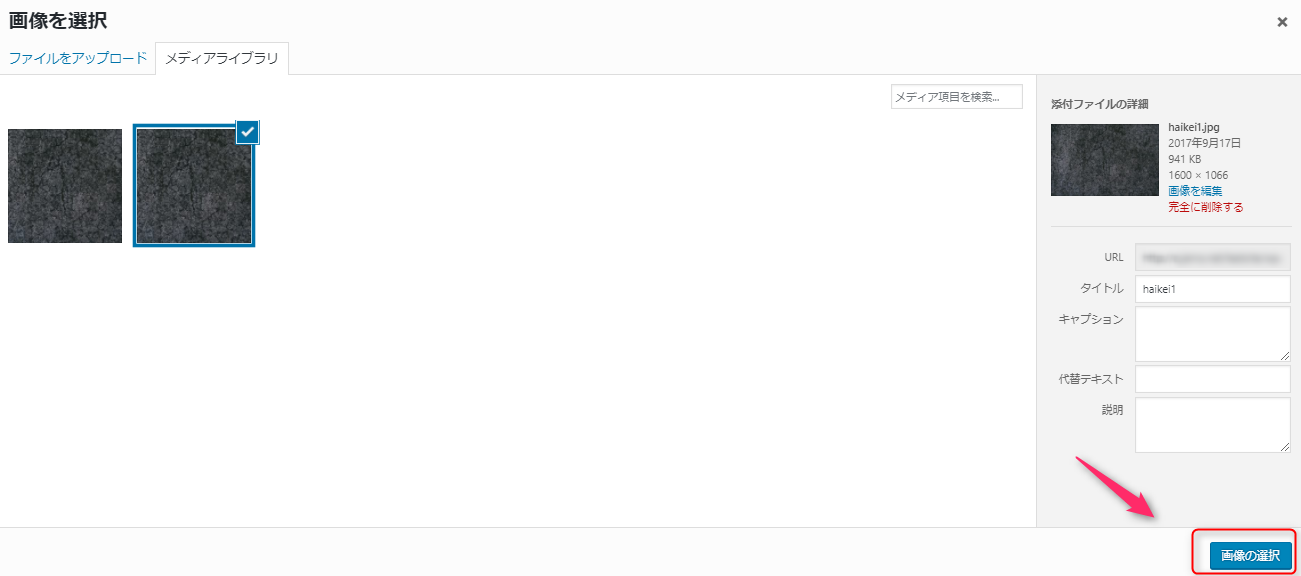 画像を選択
×
ファイルをアップロード
メディアライブラリ
メディア項目を検索...
添付ファイルの詳細
haikei1.jpg
2017年9月17日
941 KB
1600 × 1066
画像を編集
完全に削除する
URL
タイトル
haikei1
キャプション
代替テキスト
説明
画像の選択